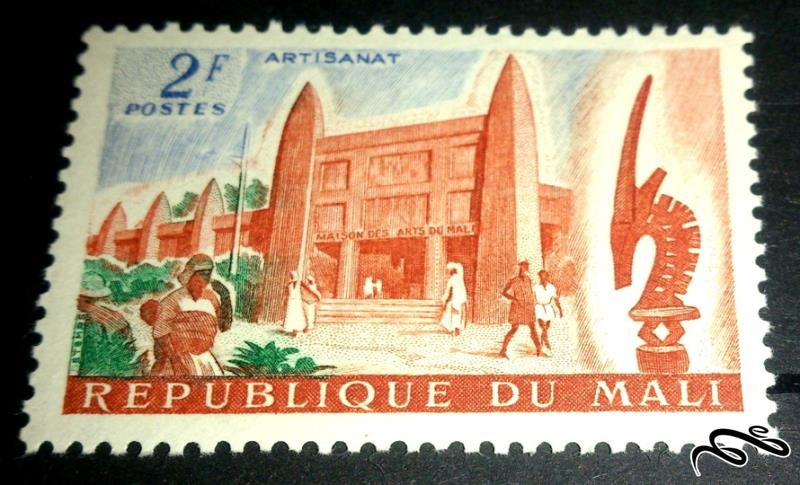 2F
POSTES
ARTISANAT
MAISON DES ARTS DU MALI
REPUBLIQUE DU MALI